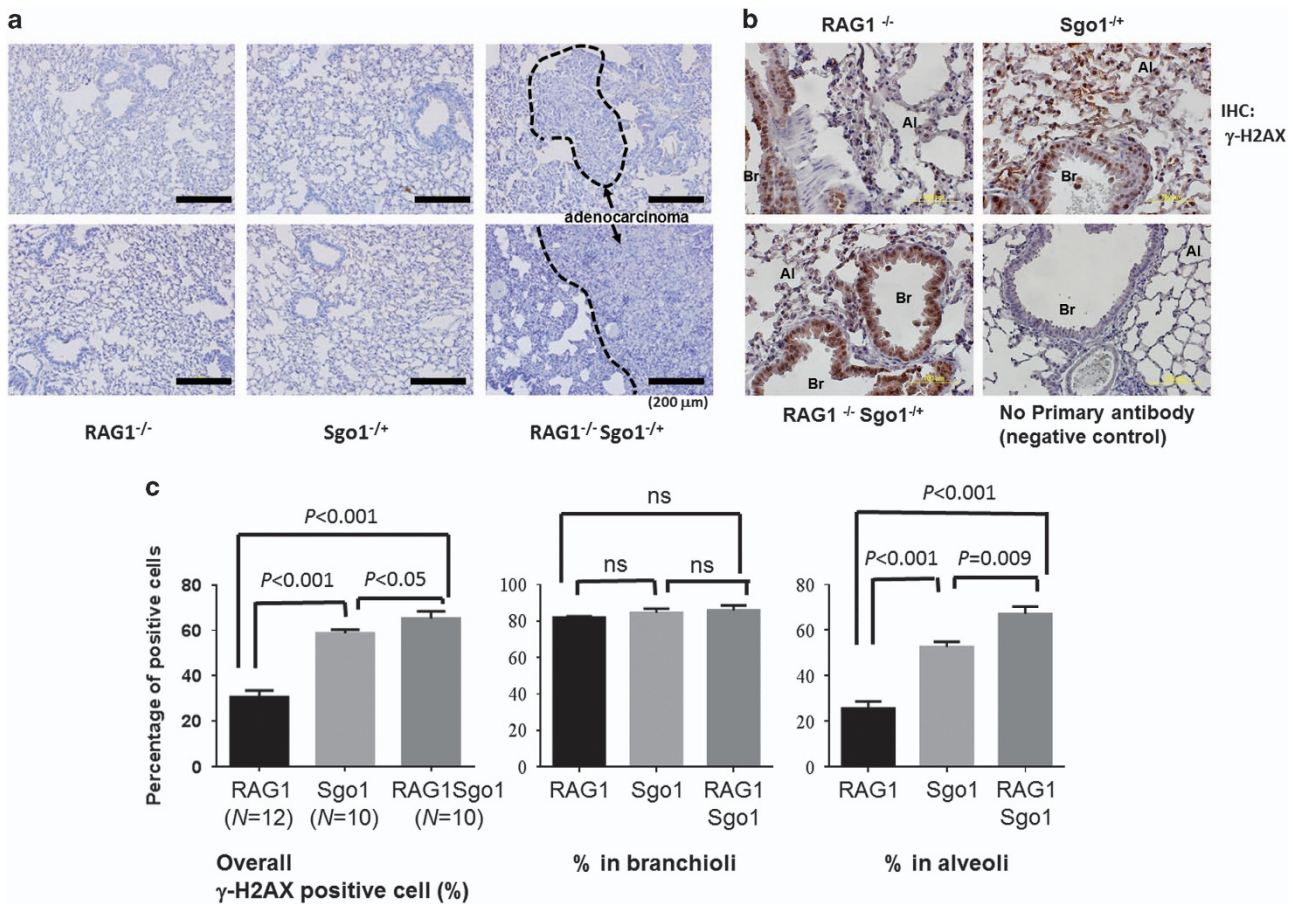 a
adenocarcinoma
(200 μm)
RAG1-/-
Sgo1-/+
RAG1-/- Sgo1-/+
b
RAG1 -/-
Sgo1-/+
IHC:
γ-H2AX
Br
Al
Al
Br
Al
Br
Br
Al
Br
RAG1 -/- Sgo1-/+
No Primary antibody
(negative control)
c
Percentage of positive cells
P<0.001
P<0.001
P<0.05
80
60
40
20
0
RAG1
(N=12)
Sgo1
(N=10)
RAG1Sgo1
(N=10)
Overall
γ-H2AX positive cell (%)
ns
ns
ns
100
80
60
40
20
0
RAG1
Sgo1
RAG1
Sgo1
% in branchioli
P<0.001
P<0.001
P=0.009
80
60
40
20
0
RAG1
Sgo1
RAG1
Sgo1
% in alveoli